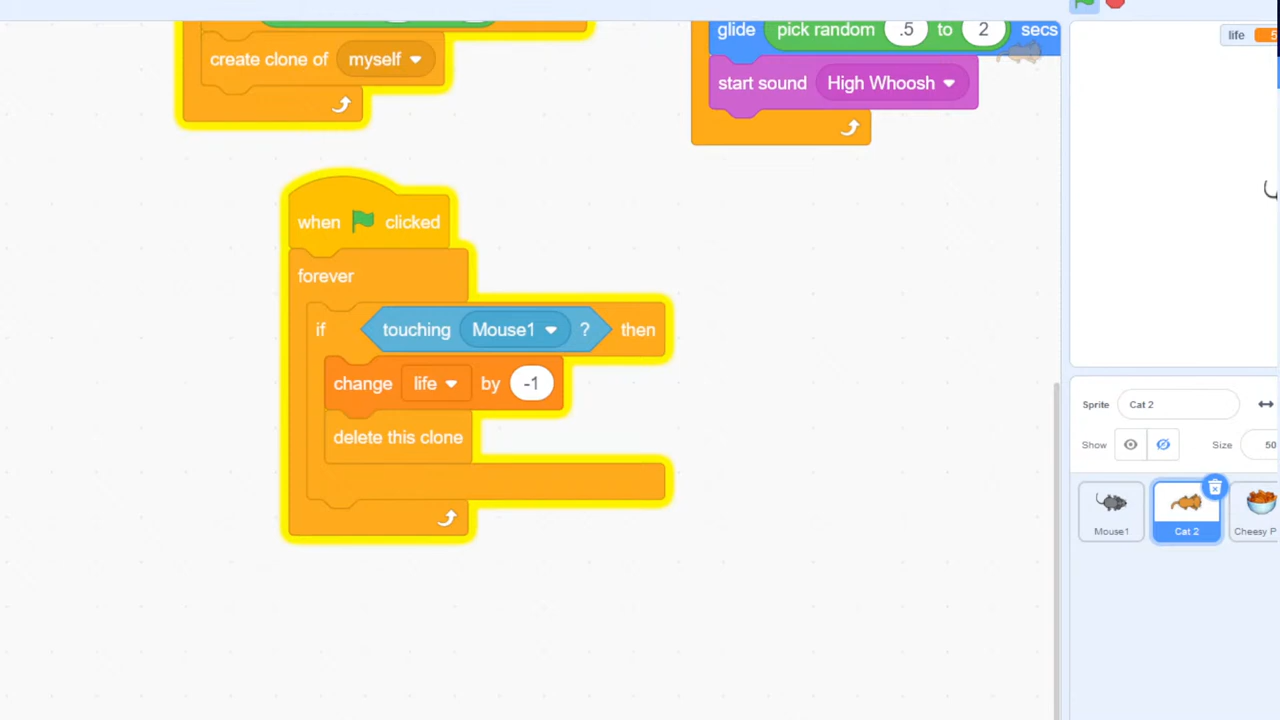 create clone of myself
glide pick random .5 to 2 secs
start sound High Whoosh
when clicked
forever
if touching Mouse1 ? then
change life by -1
delete this clone
life
Sprite Cat 2
Show Size 50
Mouse1 Cat 2 Cheesy P